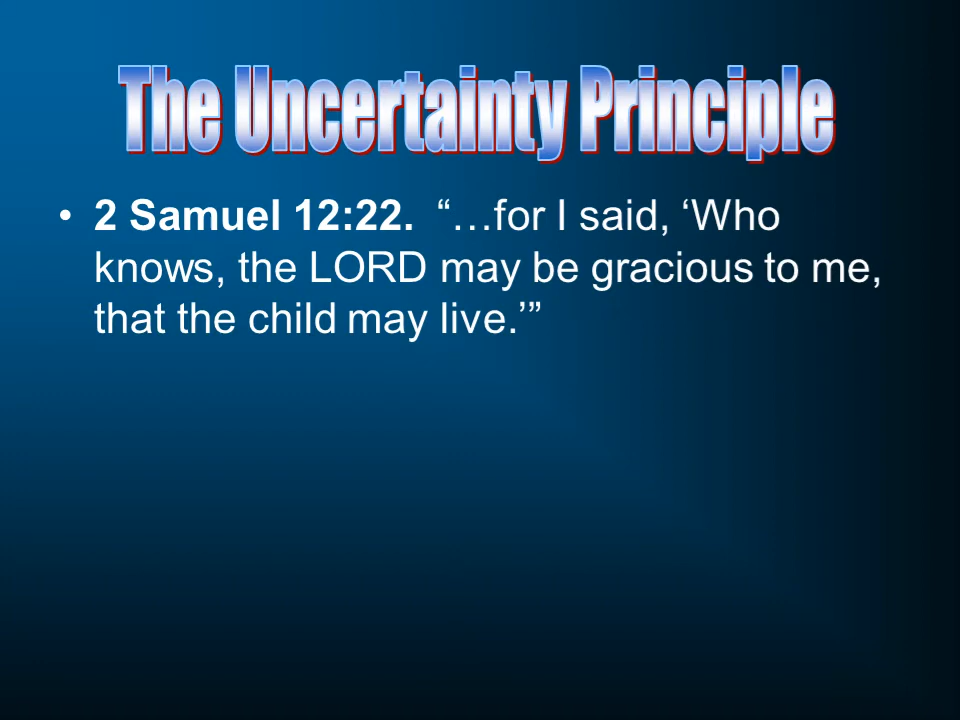 The Uncertainty Principle
• 2 Samuel 12:22.  “…for I said, ‘Who
knows, the LORD may be gracious to me,
that the child may live.’”